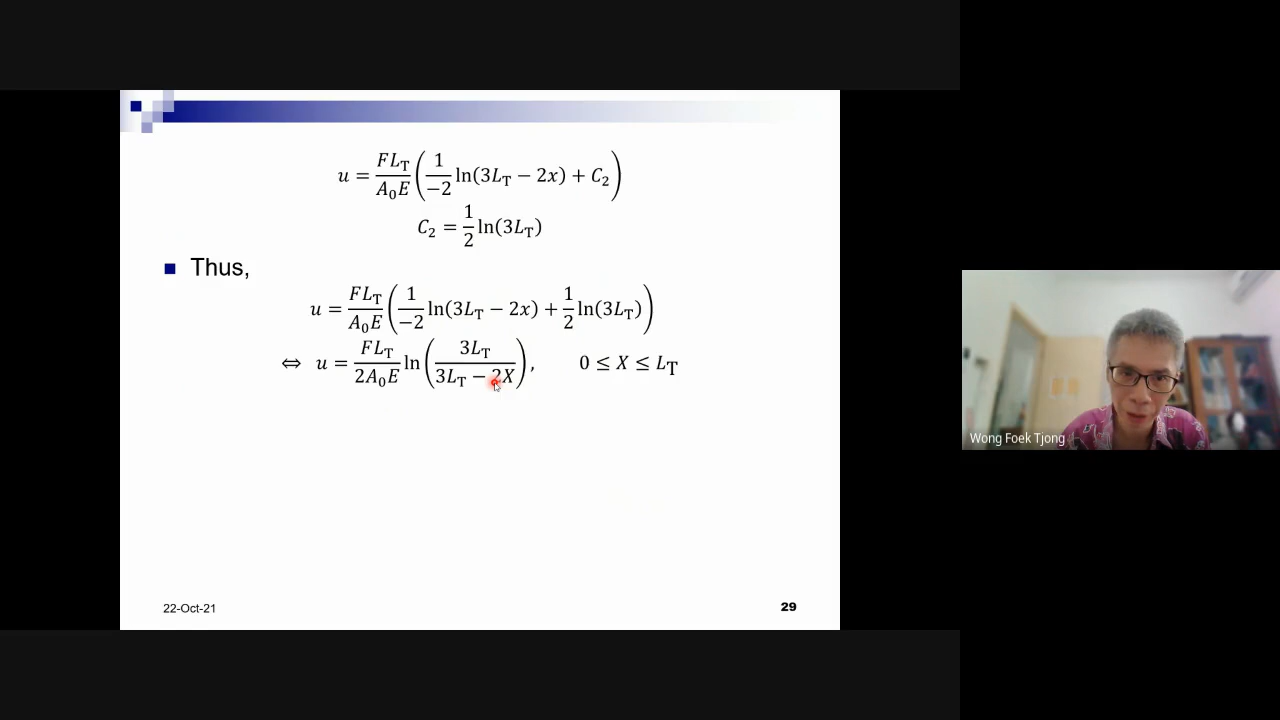 u = FL_T/A_0E (1/-2 ln(3L_T − 2x) + C_2)
C_2 = 1/2 ln(3L_T)
■ Thus,
u = FL_T/A_0E (1/-2 ln(3L_T − 2x) + 1/2 ln(3L_T))
⇔ u = FL_T/2A_0E ln(3L_T/3L_T − 2X), 0 ≤ X ≤ L_T
Wong Foek Tjong
22-Oct-21
29